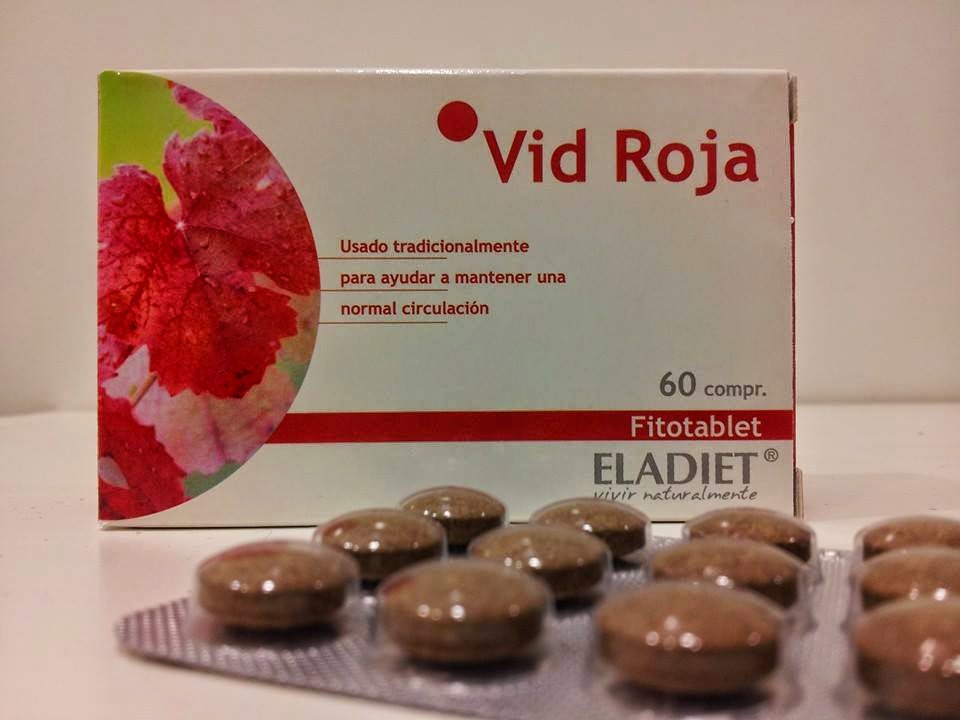 Vid Roja
Usado tradicionalmente
para ayudar a mantener una
normal circulación
60 compr.
Fitotablet
ELADIET®
vivir naturalmente